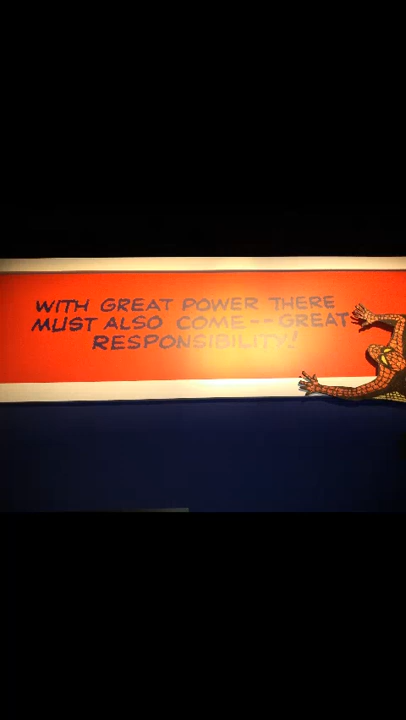 WITH GREAT POWER THERE
MUST ALSO COME -- GREAT
RESPONSIBILITY!